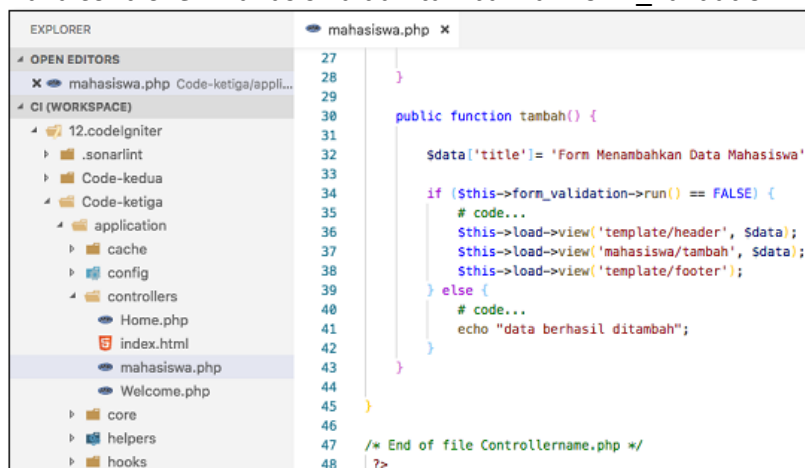 EXPLORER
OPEN EDITORS
mahasiswa.php Code-ketiga/appli...
CI (WORKSPACE)
12.codeIgniter
.sonarlint
Code-kedua
Code-ketiga
application
cache
config
controllers
Home.php
index.html
mahasiswa.php
Welcome.php
core
helpers
hooks
mahasiswa.php
27
28 }
29
30 public function tambah() {
31
32 $data['title']= 'Form Menambahkan Data Mahasiswa'
33
34 if ($this->form_validation->run() == FALSE) {
35 # code...
36 $this->load->view('template/header', $data);
37 $this->load->view('mahasiswa/tambah', $data);
38 $this->load->view('template/footer');
39 } else {
40 # code...
41 echo "data berhasil ditambah";
42 }
43 }
44
45 }
46
47 /* End of file Controllername.php */
48 ?>